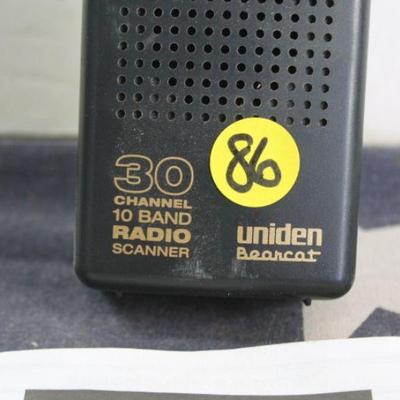 86
30
CHANNEL
10 BAND
RADIO
SCANNER
uniden
Bearcat